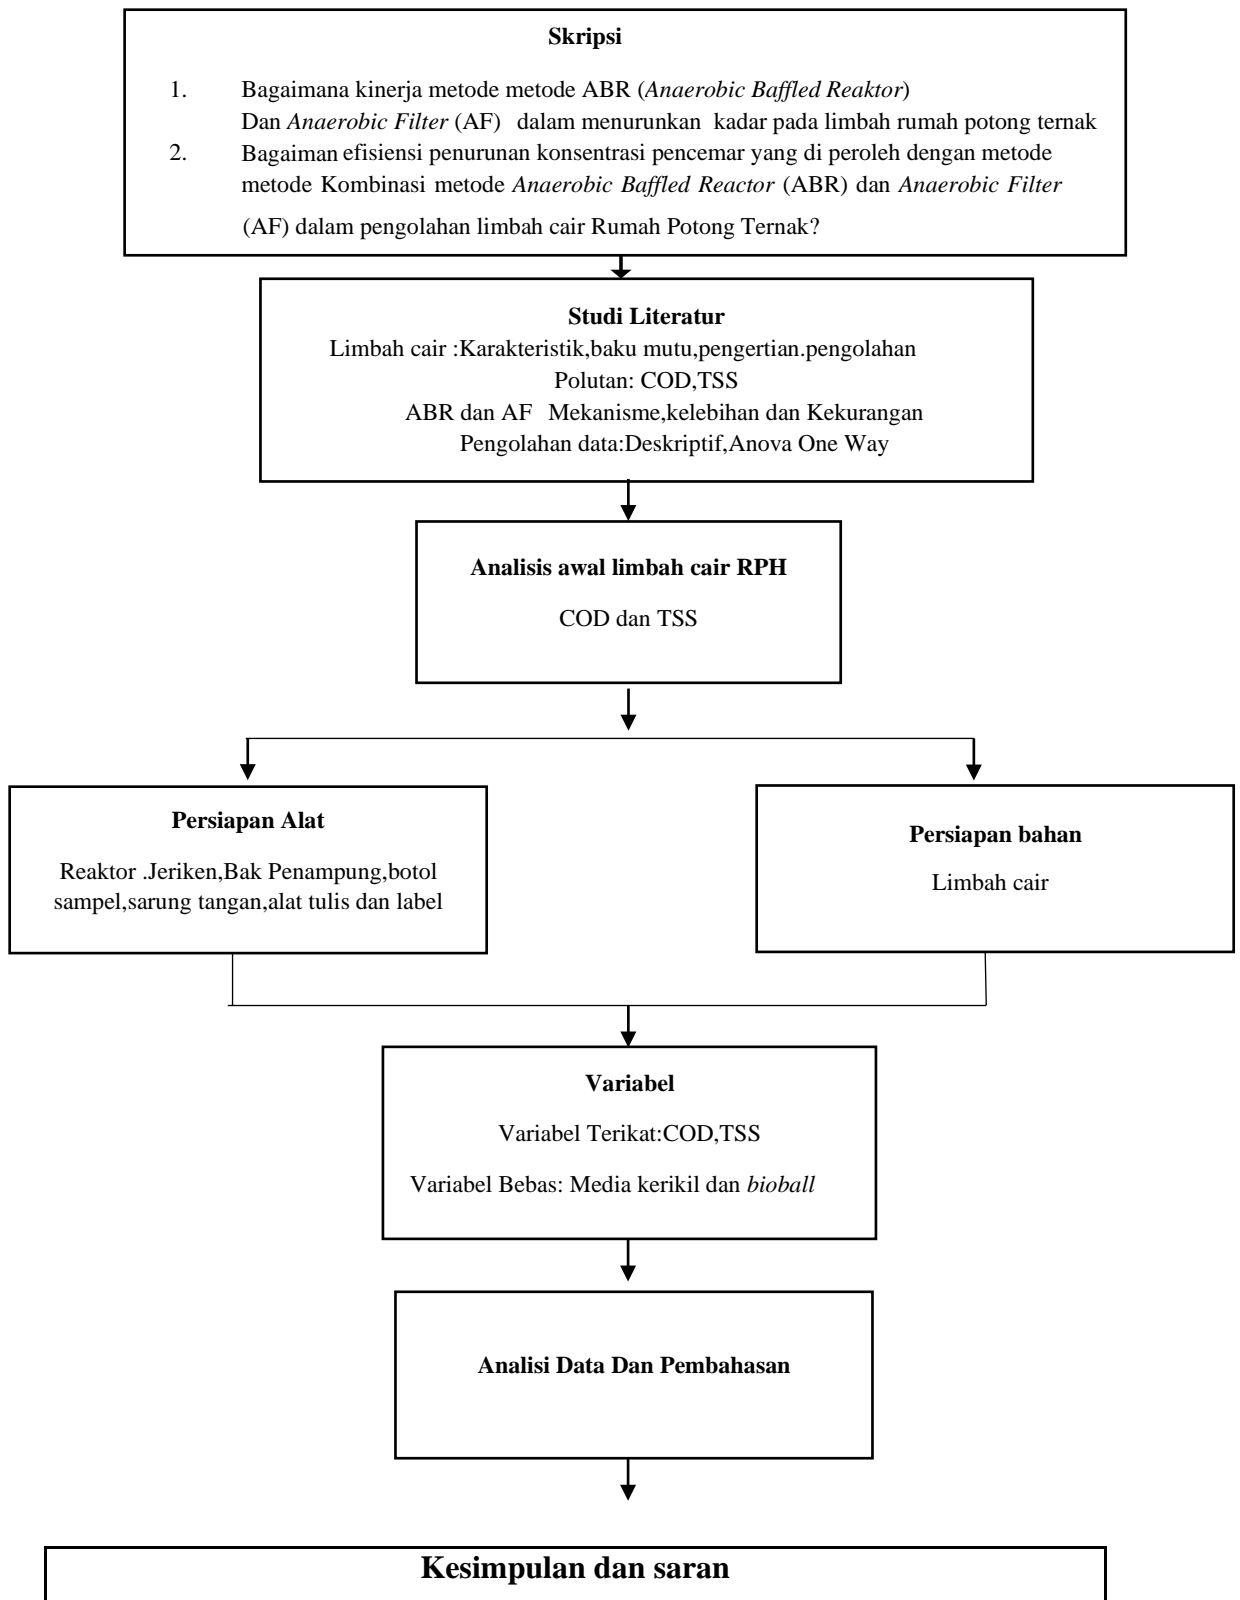 Skripsi
1. Bagaimana kinerja metode metode ABR (Anaerobic Baffled Reaktor)
Dan Anaerobic Filter (AF) dalam menurunkan kadar pada limbah rumah potong ternak
2. Bagaiman efisiensi penurunan konsentrasi pencemar yang di peroleh dengan metode
metode Kombinasi metode Anaerobic Baffled Reactor (ABR) dan Anaerobic Filter
(AF) dalam pengolahan limbah cair Rumah Potong Ternak?
Studi Literatur
Limbah cair :Karakteristik,baku mutu,pengertian.pengolahan
Polutan: COD,TSS
ABR dan AF Mekanisme,kelebihan dan Kekurangan
Pengolahan data:Deskriptif,Anova One Way
Analisis awal limbah cair RPH
COD dan TSS
Persiapan Alat
Reaktor .Jeriken,Bak Penampung,botol
sampel,sarung tangan,alat tulis dan label
Persiapan bahan
Limbah cair
Variabel
Variabel Terikat:COD,TSS
Variabel Bebas: Media kerikil dan bioball
Analisi Data Dan Pembahasan
Kesimpulan dan saran